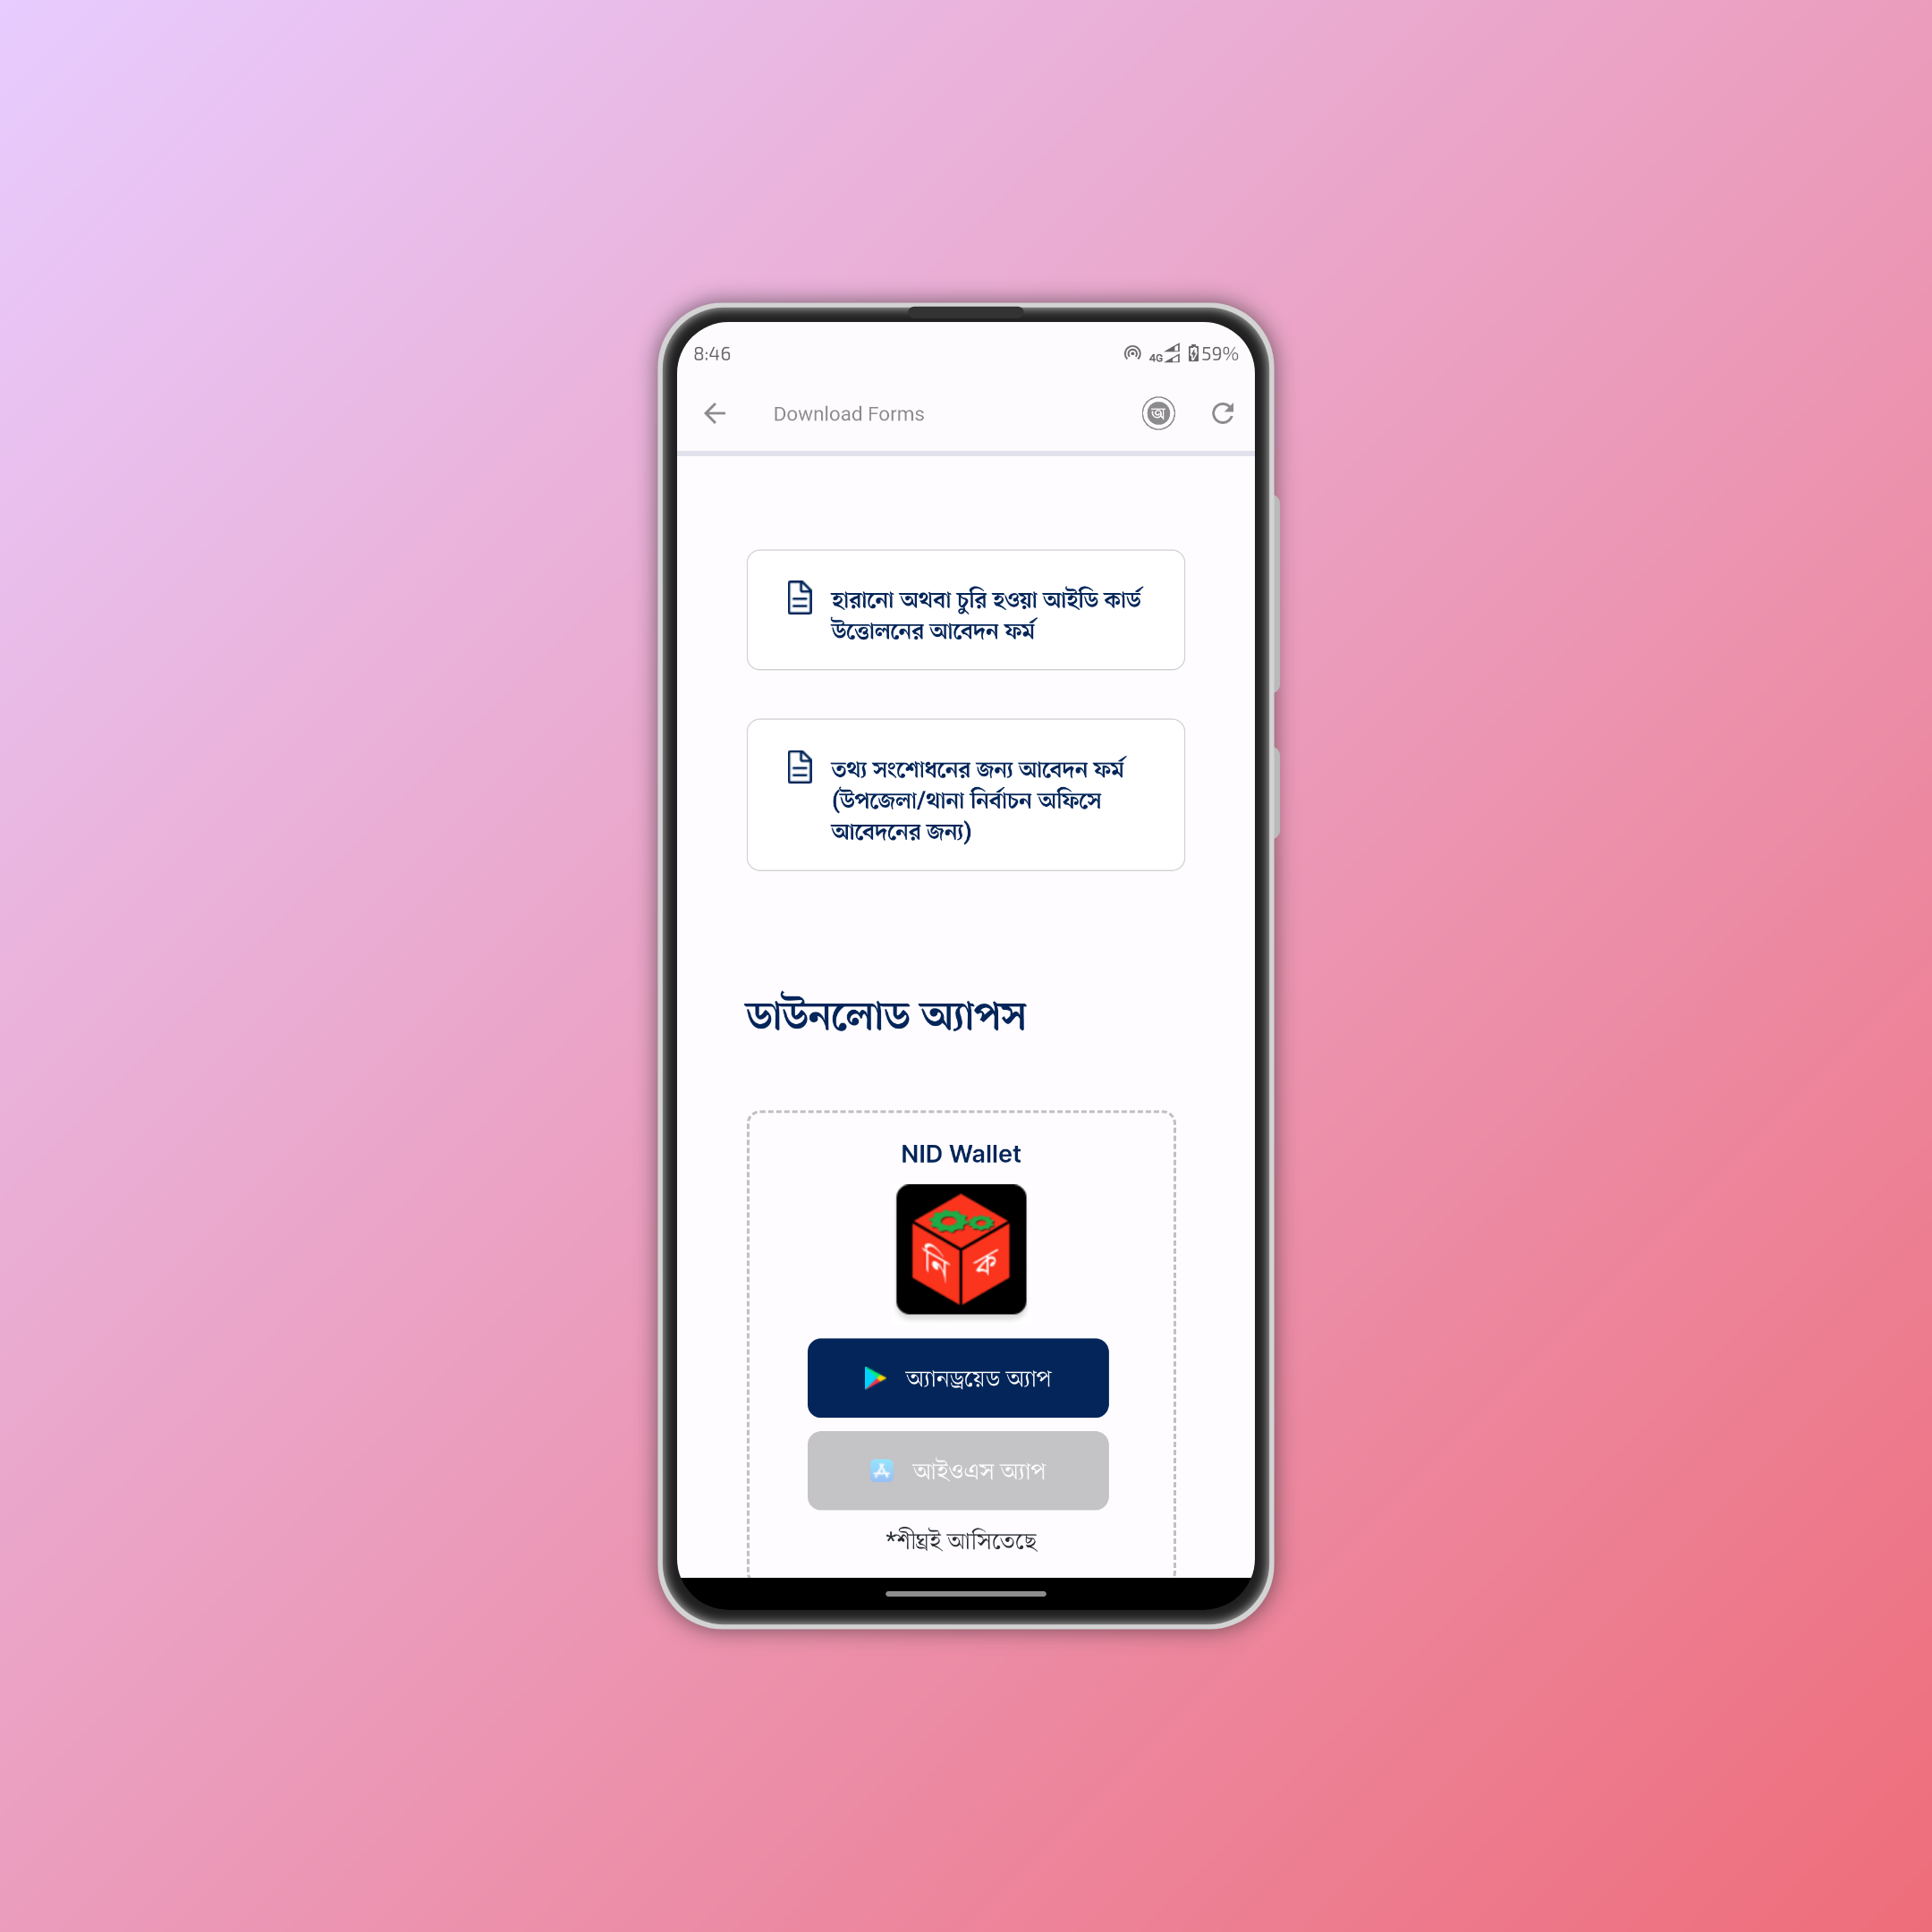 8:46
4G
59%
Download Forms
অ
হারানো অথবা চুরি হওয়া আইডি কার্ড
উত্তোলনের আবেদন ফর্ম
তথ্য সংশোধনের জন্য আবেদন ফর্ম
(উপজেলা/থানা নির্বাচন অফিসে
আবেদনের জন্য)
ডাউনলোড অ্যাপস
NID Wallet
নি ক
অ্যানড্রয়েড অ্যাপ
আইওএস অ্যাপ
*শীঘ্রই আসিতেছে